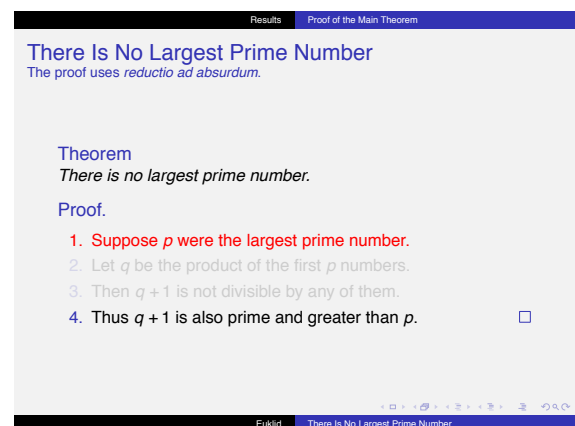 Results Proof of the Main Theorem
There Is No Largest Prime Number
The proof uses reductio ad absurdum.
Theorem
There is no largest prime number.
Proof.
1. Suppose p were the largest prime number.
2. Let q be the product of the first p numbers.
3. Then q + 1 is not divisible by any of them.
4. Thus q + 1 is also prime and greater than p.
Euklid There Is No Largest Prime Number